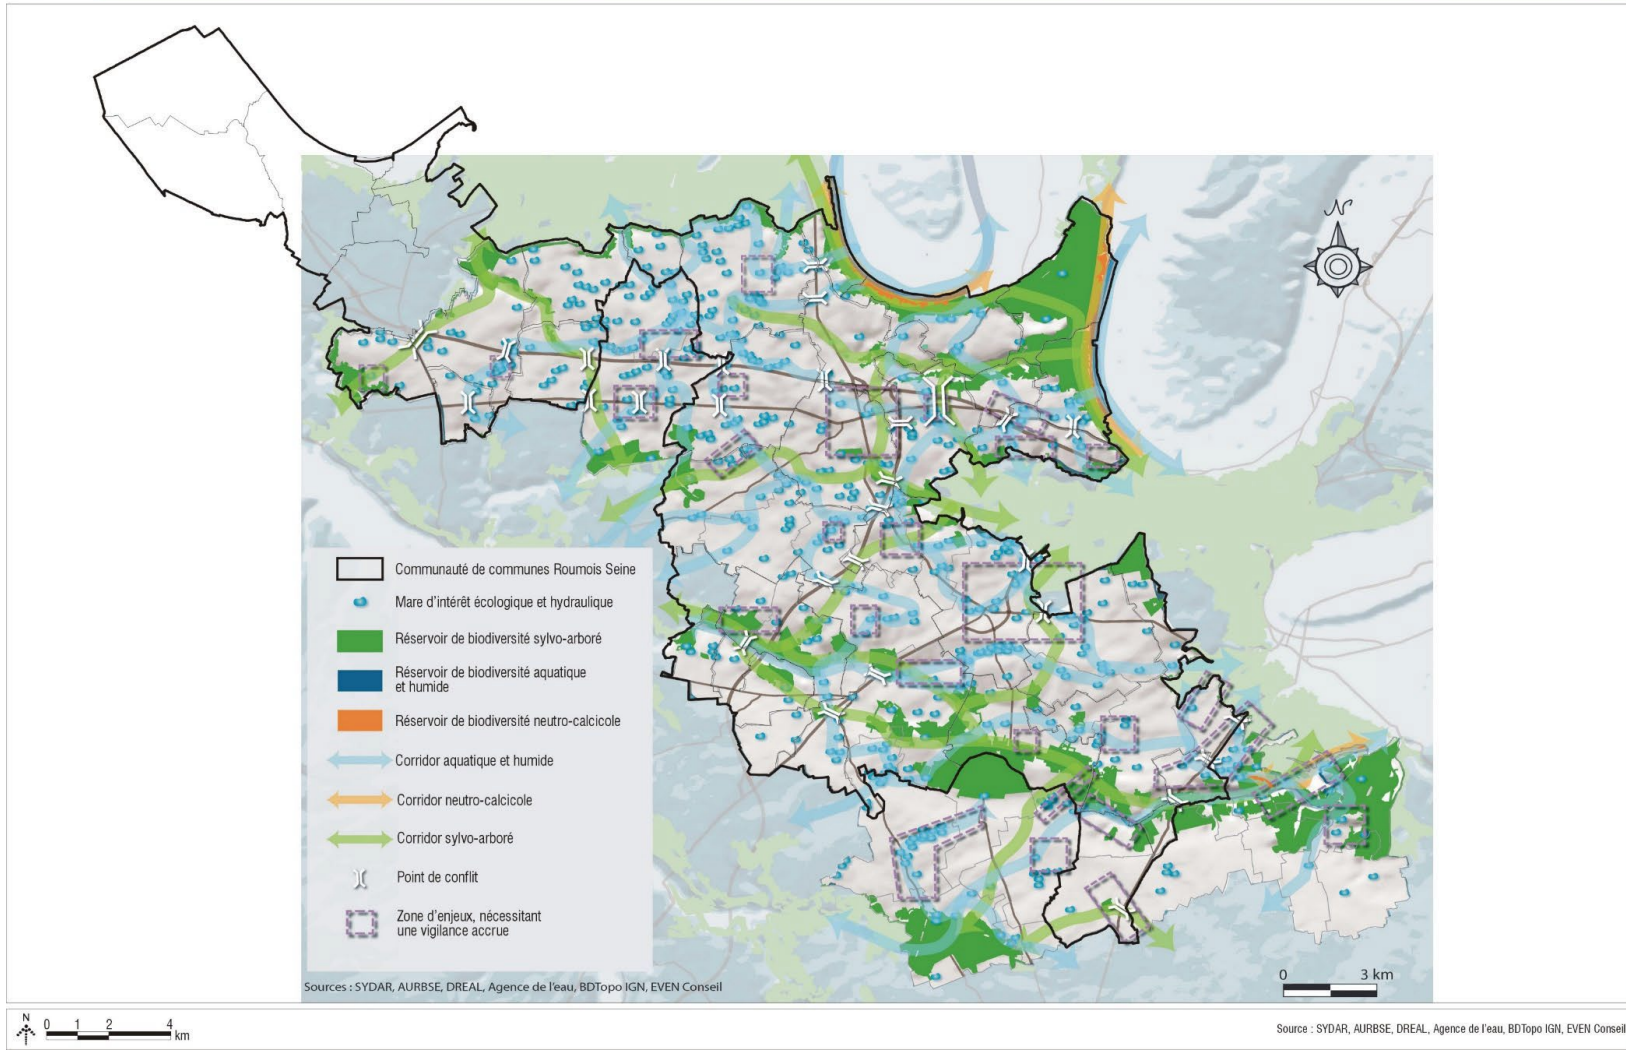 N
Communauté de communes Roumois Seine
Mare d'intérêt écologique et hydraulique
Réservoir de biodiversité sylvo-arboré
Réservoir de biodiversité aquatique
et humide
Réservoir de biodiversité neutro-calcicole
Corridor aquatique et humide
Corridor neutro-calcicole
Corridor sylvo-arboré
Point de conflit
Zone d'enjeux, nécessitant
une vigilance accrue
Sources : SYDAR, AURBSE, DREAL, Agence de l'eau, BDTopo IGN, EVEN Conseil
0 3 km
N
0 1 2 4
km
Source : SYDAR, AURBSE, DREAL, Agence de l'eau, BDTopo IGN, EVEN Conseil